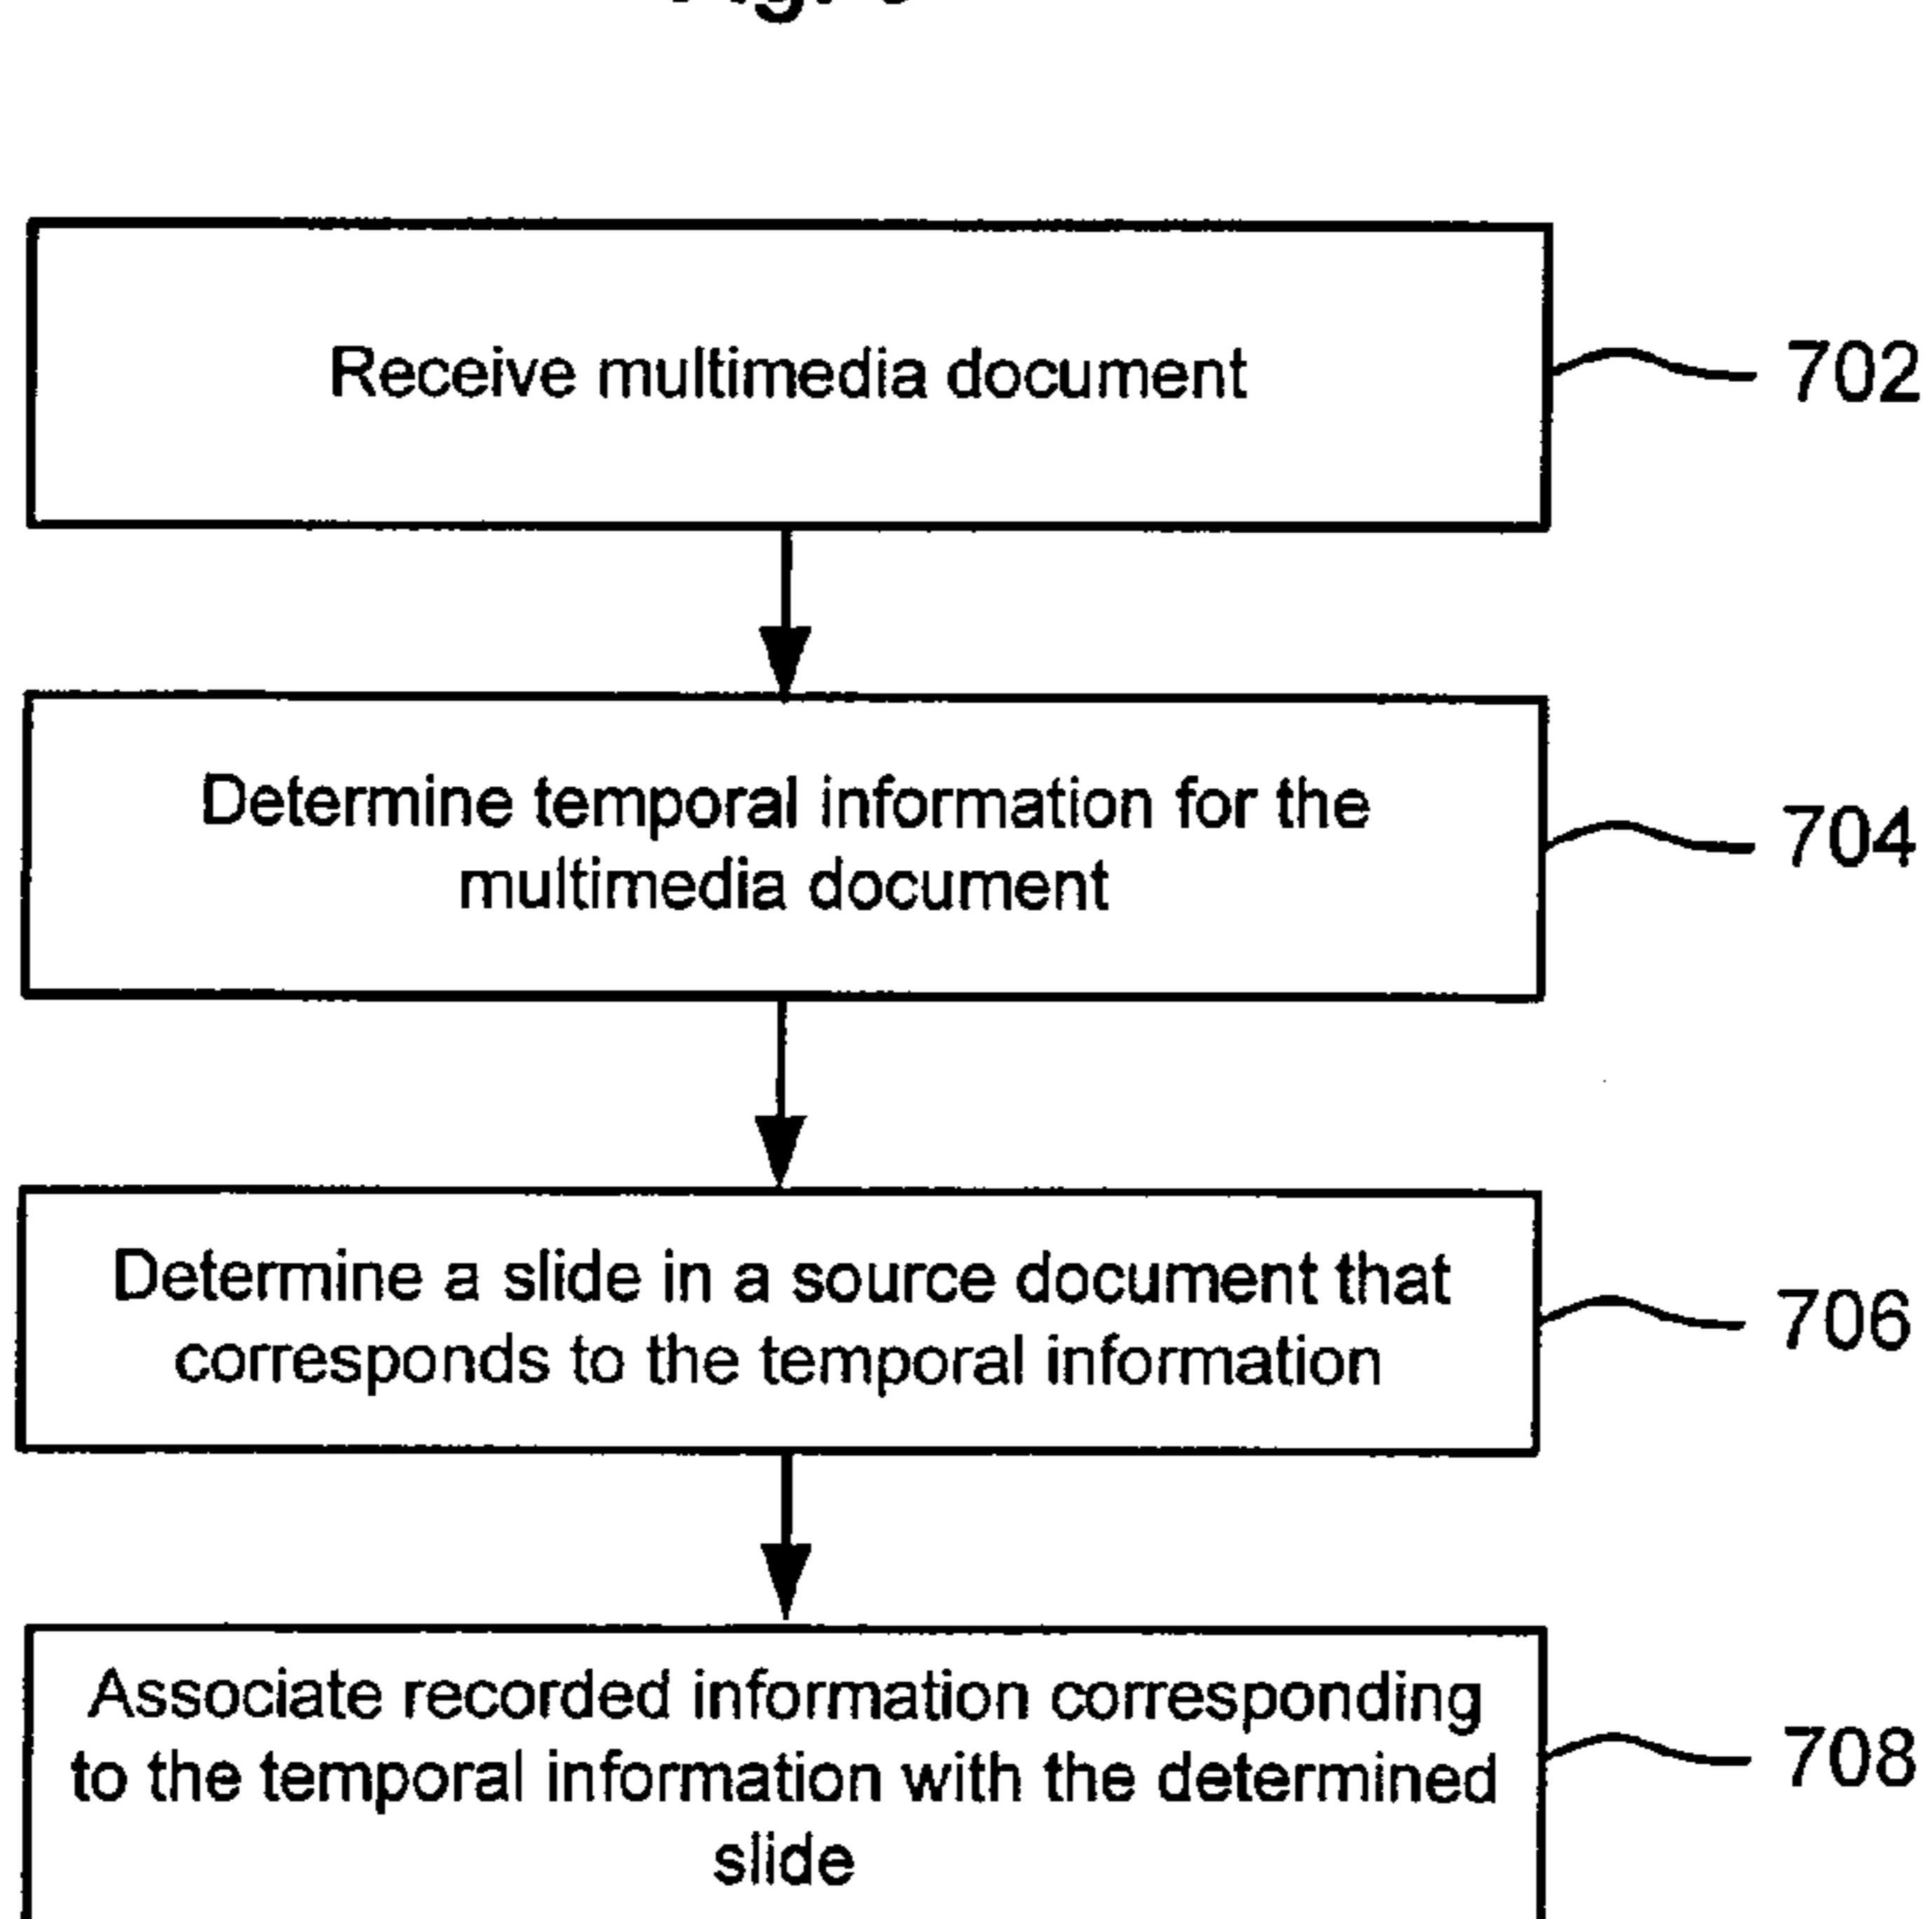 Receive multimedia document
702
Determine temporal information for the
multimedia document
704
Determine a slide in a source document that
corresponds to the temporal information
706
Associate recorded information corresponding
to the temporal information with the determined
slide
708